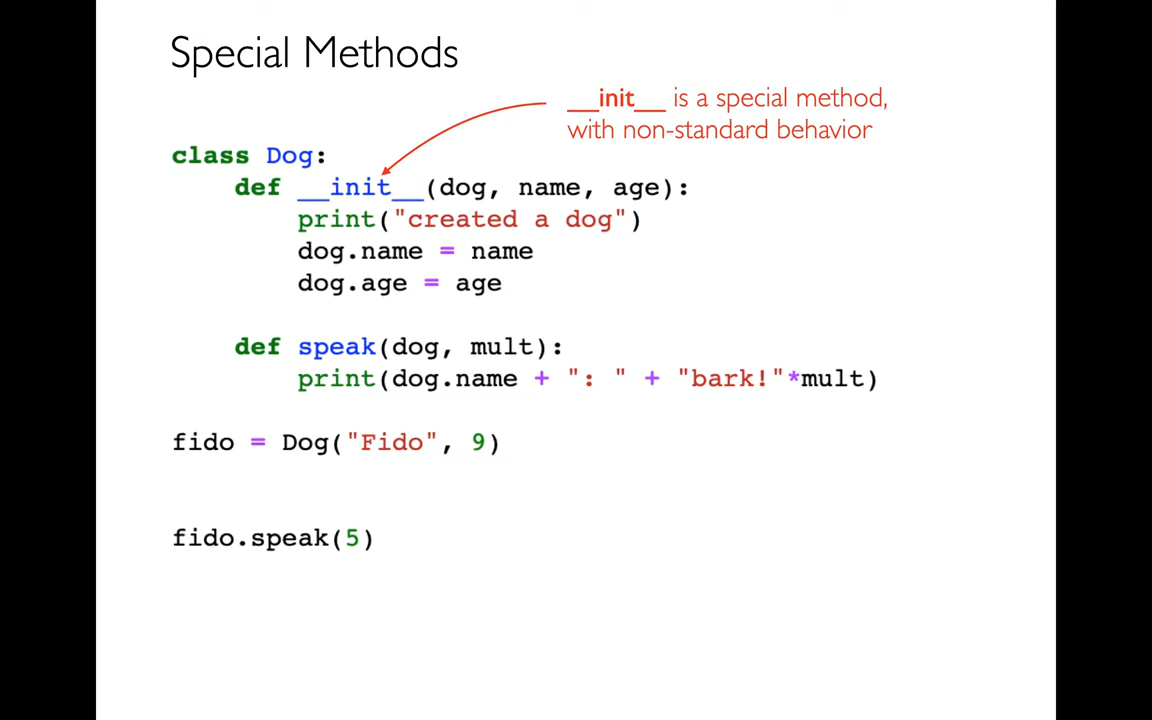 Special Methods
__init__ is a special method,
with non-standard behavior
class Dog:
    def __init__(dog, name, age):
        print("created a dog")
        dog.name = name
        dog.age = age
    def speak(dog, mult):
        print(dog.name + ": " + "bark!"*mult)
fido = Dog("Fido", 9)
fido.speak(5)